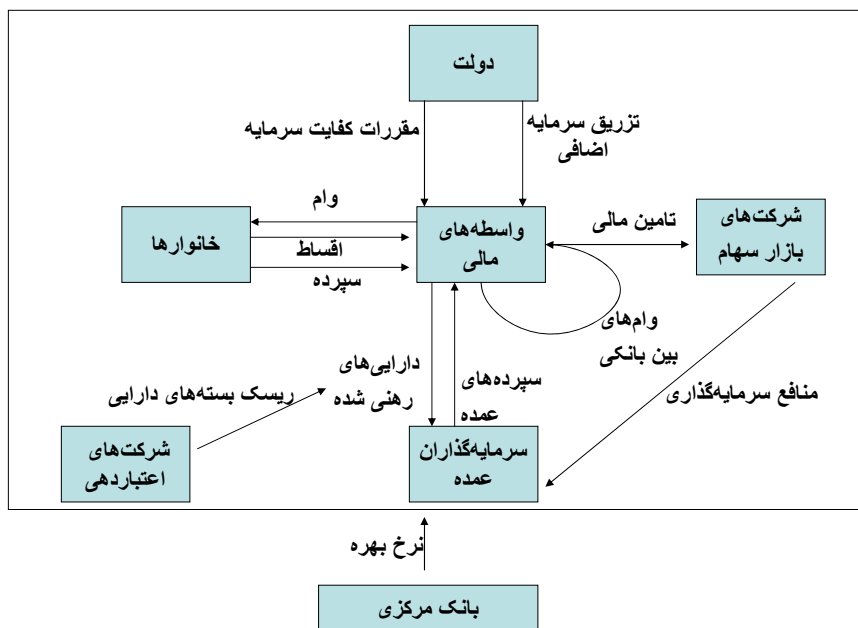 دولت
مقررات کفایت سرمایه
تزریق سرمایه
اضافی
وام
خانوارها
اقساط
سپرده
واسطه‌های
مالی
تامین مالی
شرکت‌های
بازار سهام
وام‌های
بین بانکی
منافع سرمایه‌گذاری
دارایی‌های
رهنی شده
سپرده‌های
عمده
ریسک بسته‌های دارایی
شرکت‌های
اعتباردهی
سرمایه‌گذاران
عمده
نرخ بهره
بانک مرکزی